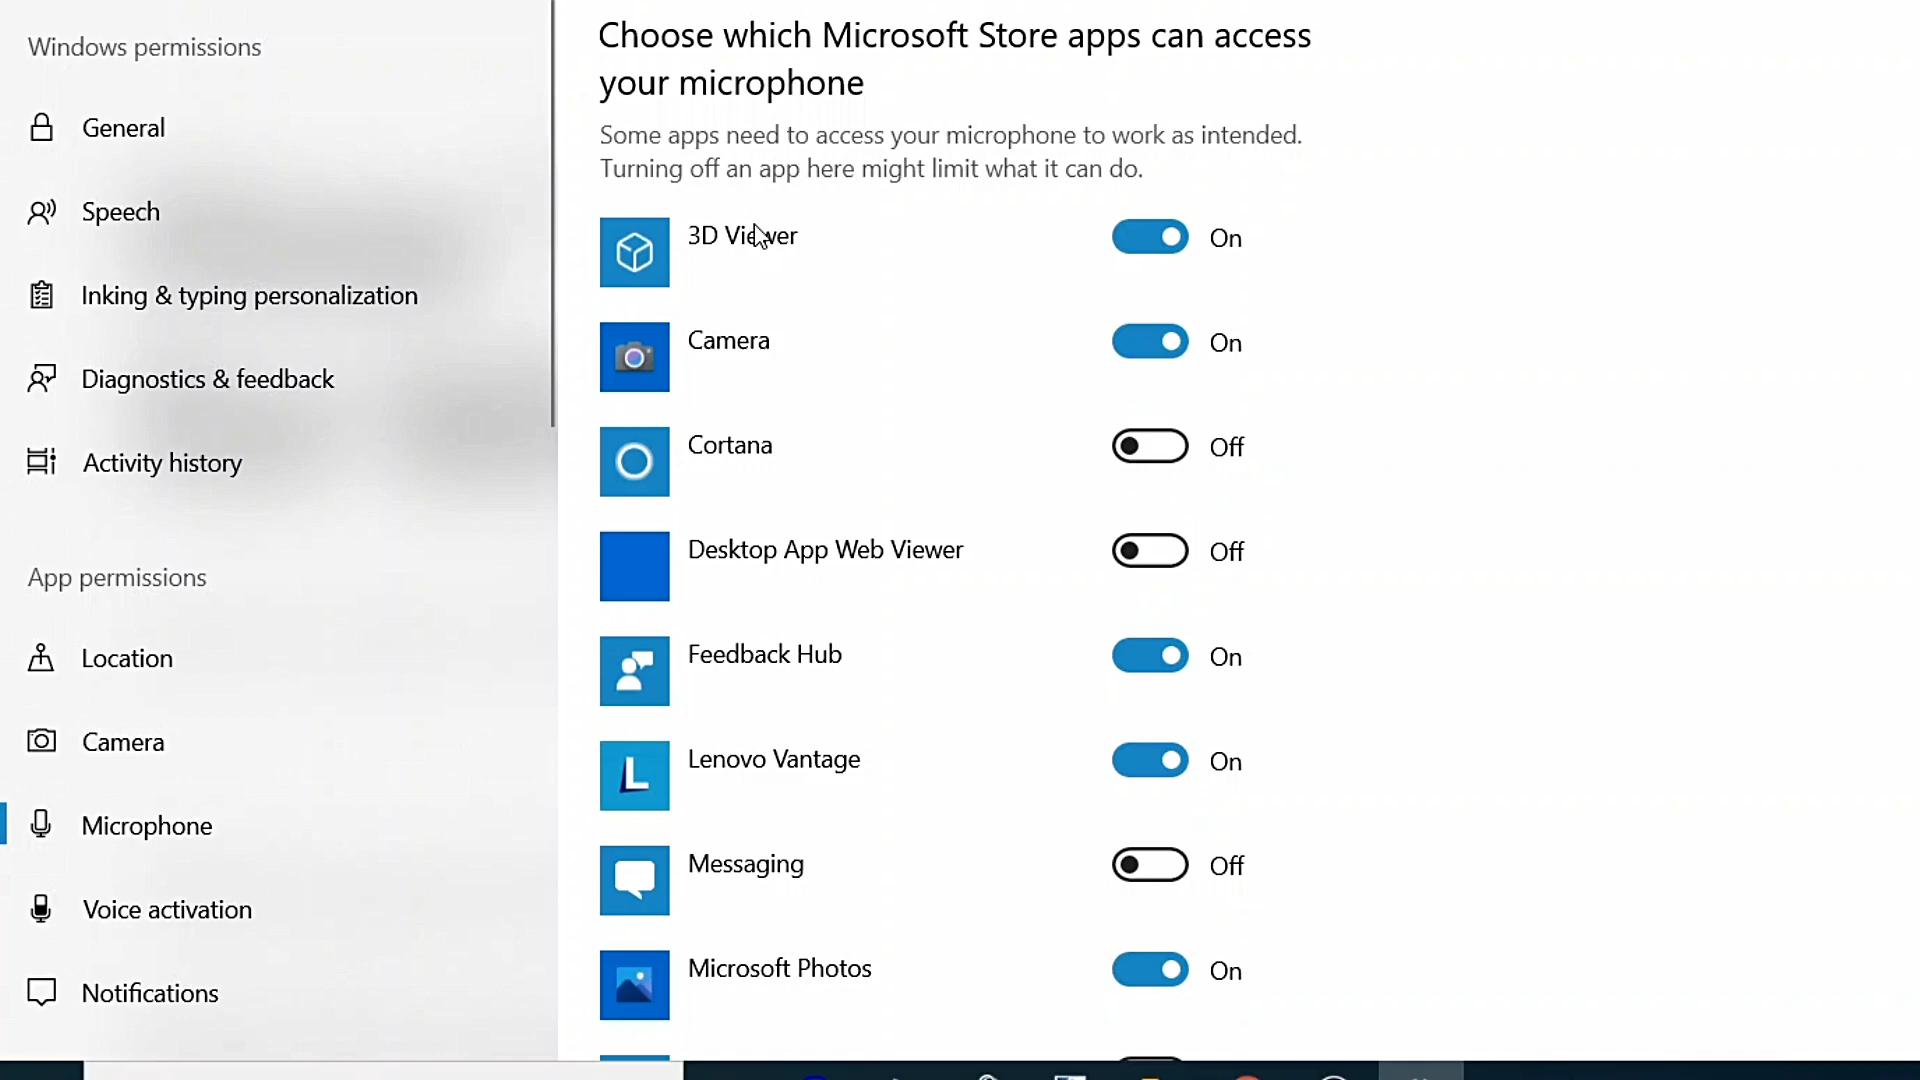 Windows permissions
General
Speech
Inking & typing personalization
Diagnostics & feedback
Activity history
App permissions
Location
Camera
Microphone
Voice activation
Notifications
Choose which Microsoft Store apps can access
your microphone
Some apps need to access your microphone to work as intended.
Turning off an app here might limit what it can do.
3D Viewer On
Camera On
Cortana Off
Desktop App Web Viewer Off
Feedback Hub On
L Lenovo Vantage On
Messaging Off
Microsoft Photos On